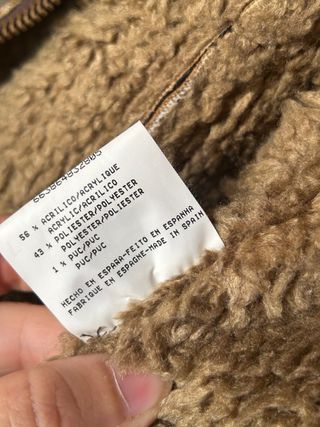 56 % ACRILICO/ACRYLIQUE
ACRYLIC/ACRILICO
43 % POLIESTER/POLYESTER
POLYESTER/POLIESTER
1 % PVC/PVC
PVC/PVC
HECHO EN ESPAÑA-FEITO EN ESPANHA
FABRIQUE EN ESPAGNE-MADE IN SPAIN